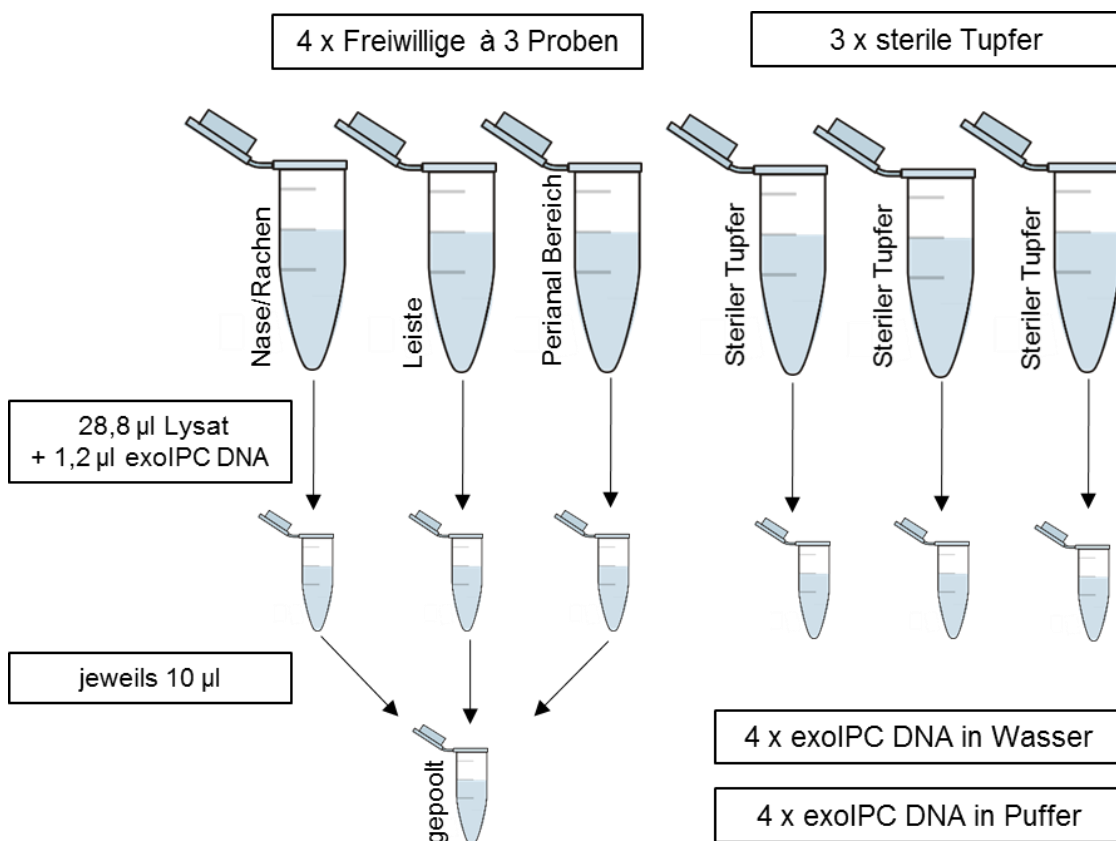 4 x Freiwillige à 3 Proben
3 x sterile Tupfer
Nase/Rachen
Leiste
Perianal Bereich
Steriler Tupfer
Steriler Tupfer
Steriler Tupfer
28,8 µl Lysat
+ 1,2 µl exoIPC DNA
jeweils 10 µl
gepoolt
4 x exoIPC DNA in Wasser
4 x exoIPC DNA in Puffer